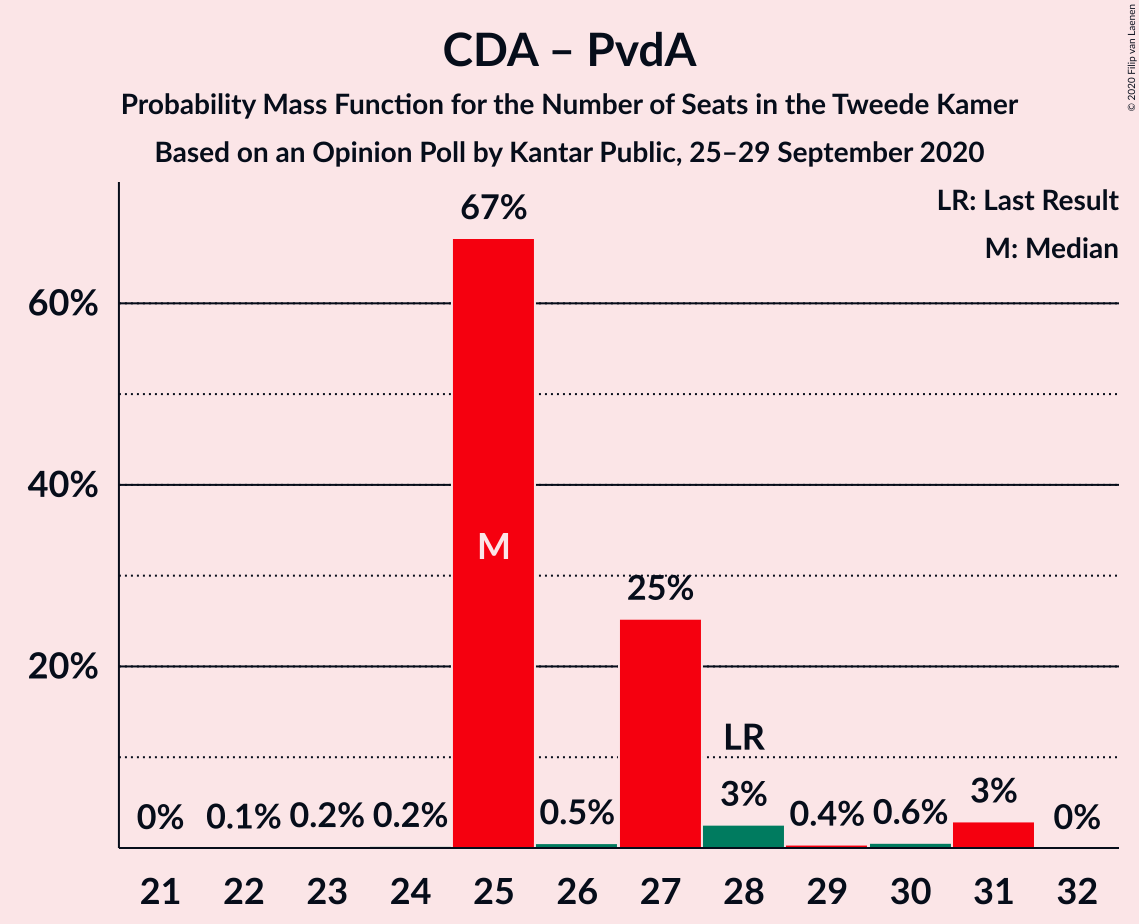 CDA – PvdA
Probability Mass Function for the Number of Seats in the Tweede Kamer
Based on an Opinion Poll by Kantar Public, 25–29 September 2020
© 2020 Filip van Laenen
LR: Last Result
M: Median
67%
60%
M
40%
25%
20%
LR
0% 0.1% 0.2% 0.2% 0.5% 3% 0.4% 0.6% 3% 0%
21 22 23 24 25 26 27 28 29 30 31 32